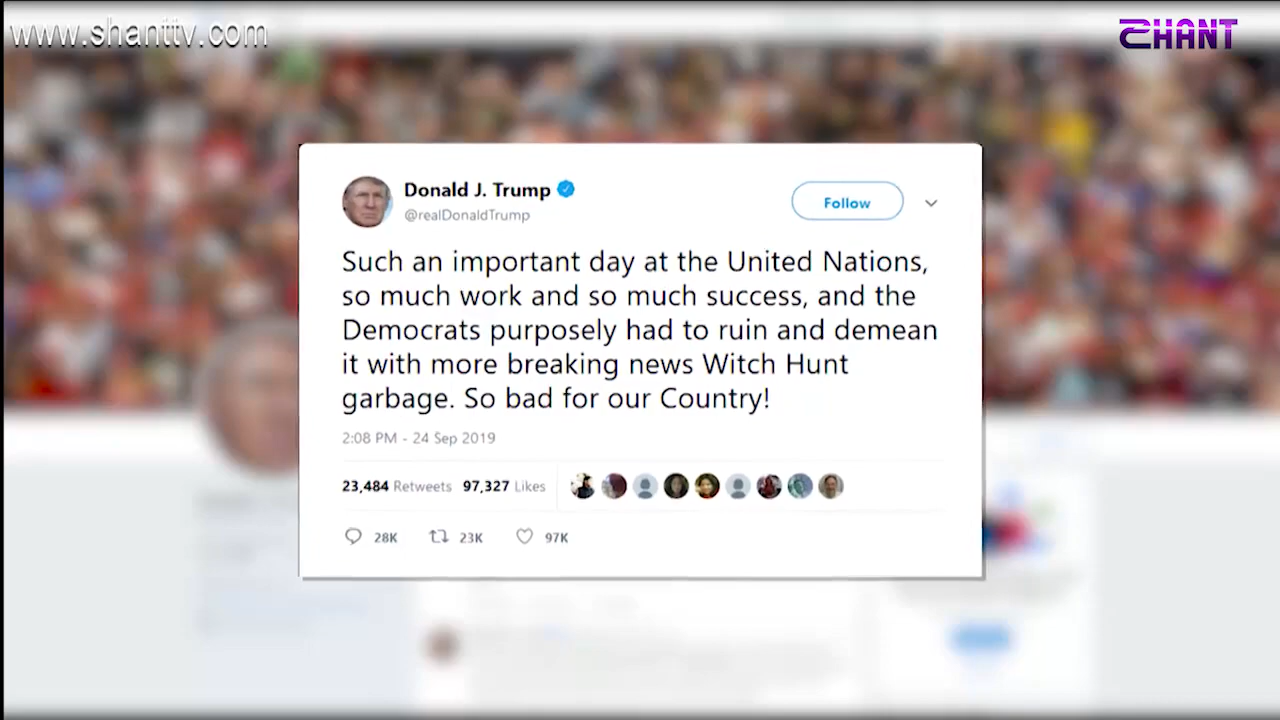 www.shanttv.com
SHANT
Donald J. Trump
@realDonaldTrump
Follow
Such an important day at the United Nations,
so much work and so much success, and the
Democrats purposely had to ruin and demean
it with more breaking news Witch Hunt
garbage. So bad for our Country!
2:08 PM - 24 Sep 2019
23,484 Retweets 97,327 Likes
28K 23K 97K